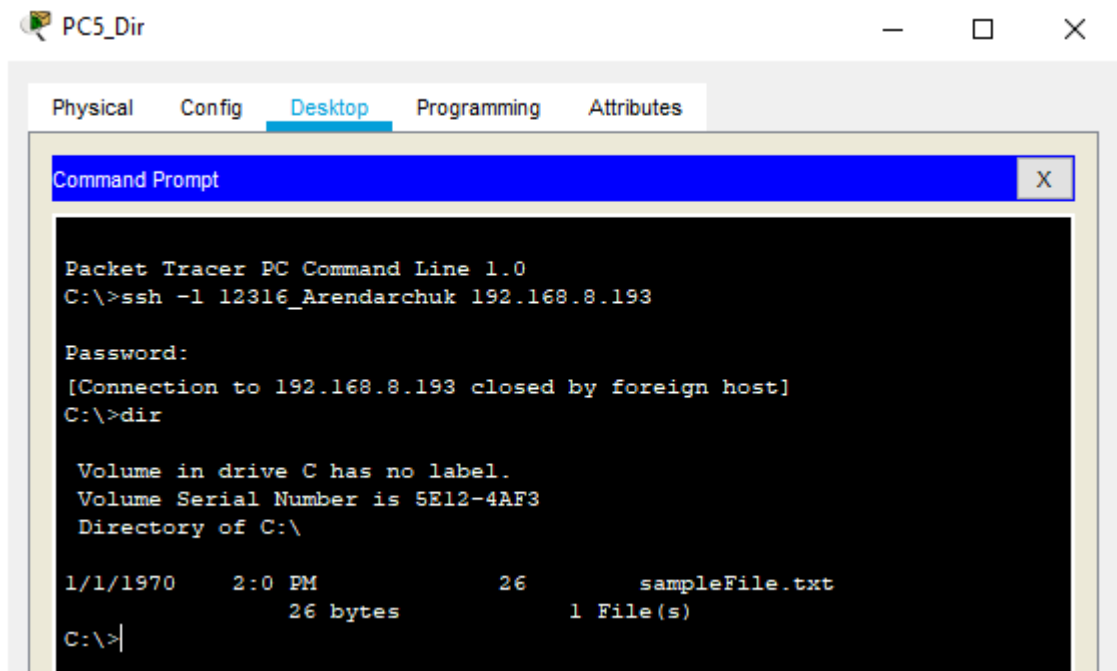 PC5_Dir
Physical Config Desktop Programming Attributes
Command Prompt X
Packet Tracer PC Command Line 1.0
C:\>ssh -l 12316_Arendarchuk 192.168.8.193
Password:
[Connection to 192.168.8.193 closed by foreign host]
C:\>dir
Volume in drive C has no label.
Volume Serial Number is 5E12-4AF3
Directory of C:\
1/1/1970 2:0 PM 26 sampleFile.txt
26 bytes 1 File(s)
C:\>